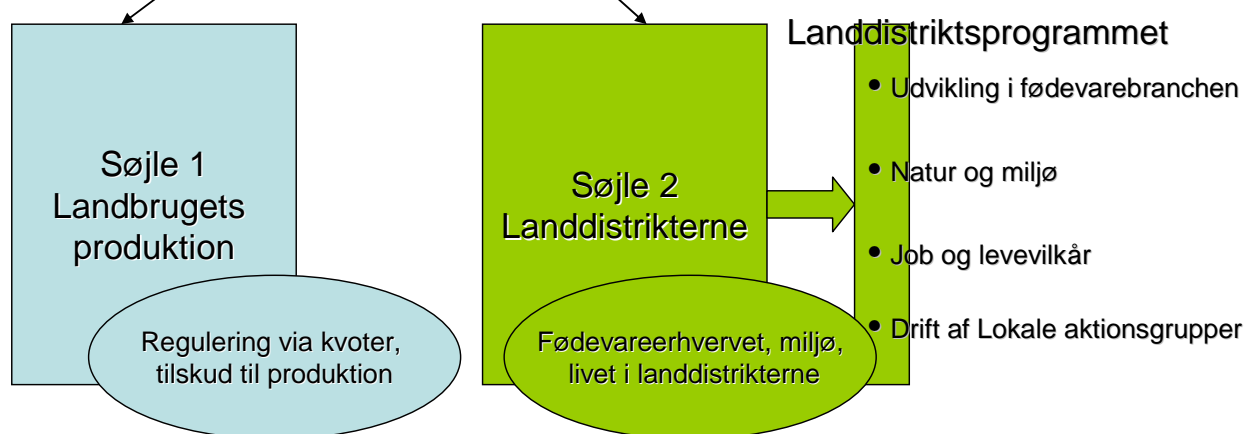 Søjle 1
Landbrugets
produktion
Regulering via kvoter,
tilskud til produktion
Søjle 2
Landdistrikterne
Fødevareerhvervet, miljø,
livet i landdistrikterne
Landdistriktsprogrammet
• Udvikling i fødevarebranchen
• Natur og miljø
• Job og levevilkår
• Drift af Lokale aktionsgrupper